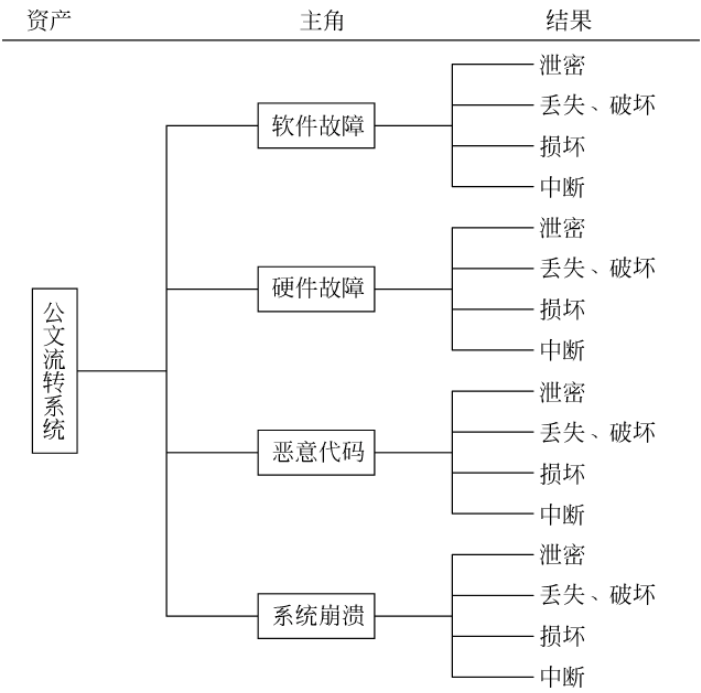 资产 主角 结果
公文流转系统
软件故障
泄密
丢失、破坏
损坏
中断
硬件故障
泄密
丢失、破坏
损坏
中断
恶意代码
泄密
丢失、破坏
损坏
中断
系统崩溃
泄密
丢失、破坏
损坏
中断